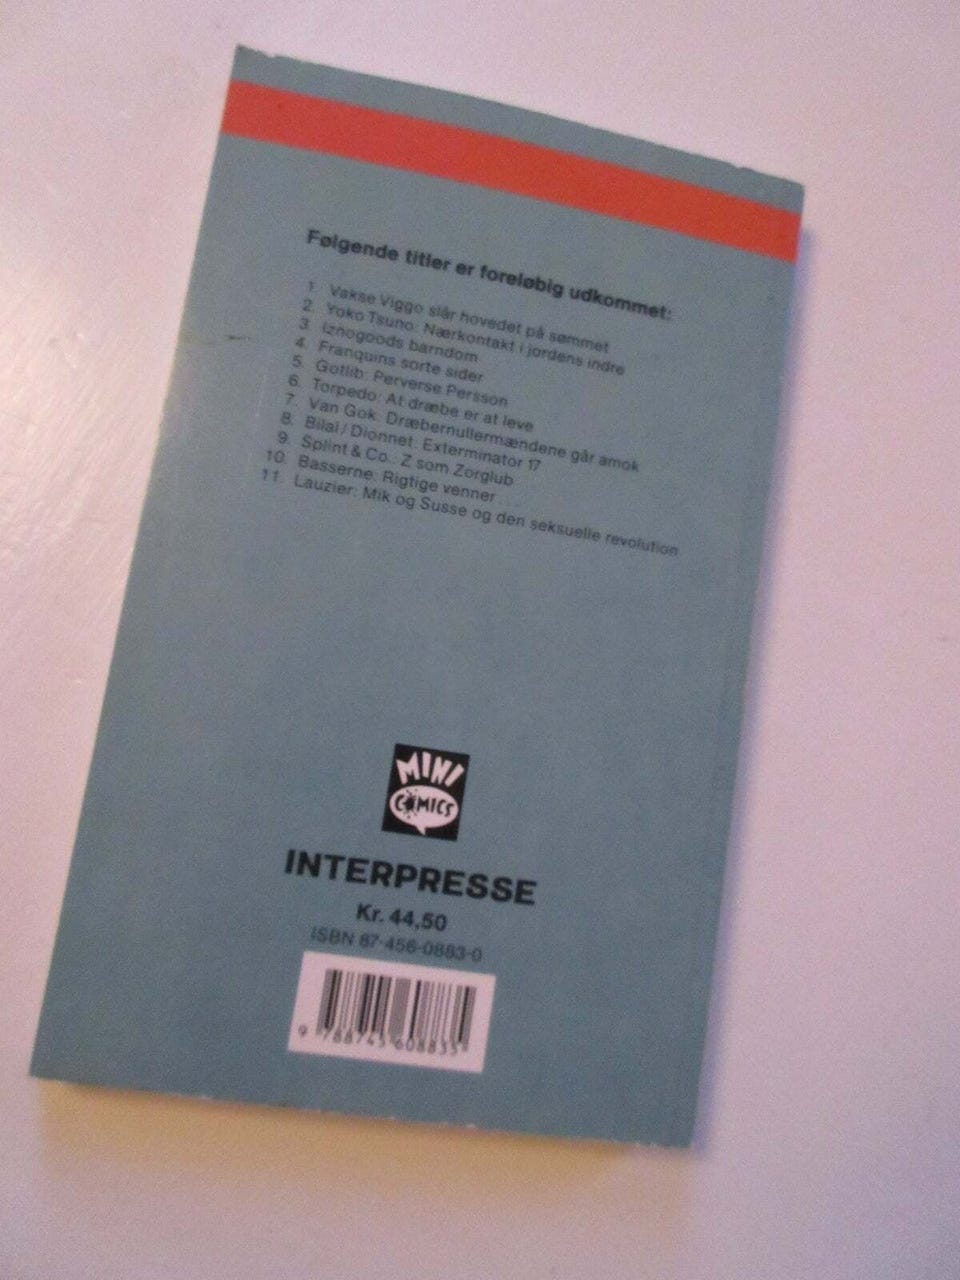 Følgende titler er foreløbig udkommet:
1. Vakse Viggo slår hovedet på sømmet
2. Yoko Tsuno: Nærkontakt i jordens indre
3. Iznogoods barndom
4. Franquins sorte sider
5. Gotlib: Perverse Persson
6. Torpedo: At dræbe er at leve
7. Van Gok: Dræbernullermændene går amok
8. Bilal / Dionnet: Exterminator 17
9. Splint & Co.: Z som Zorglub
10. Basserne: Rigtige venner . . .
11. Lauzier: Mik og Susse og den seksuelle revolution
MINI
COMICS
INTERPRESSE
Kr. 44,50
ISBN 87-456-0883-0
9 788745 608835